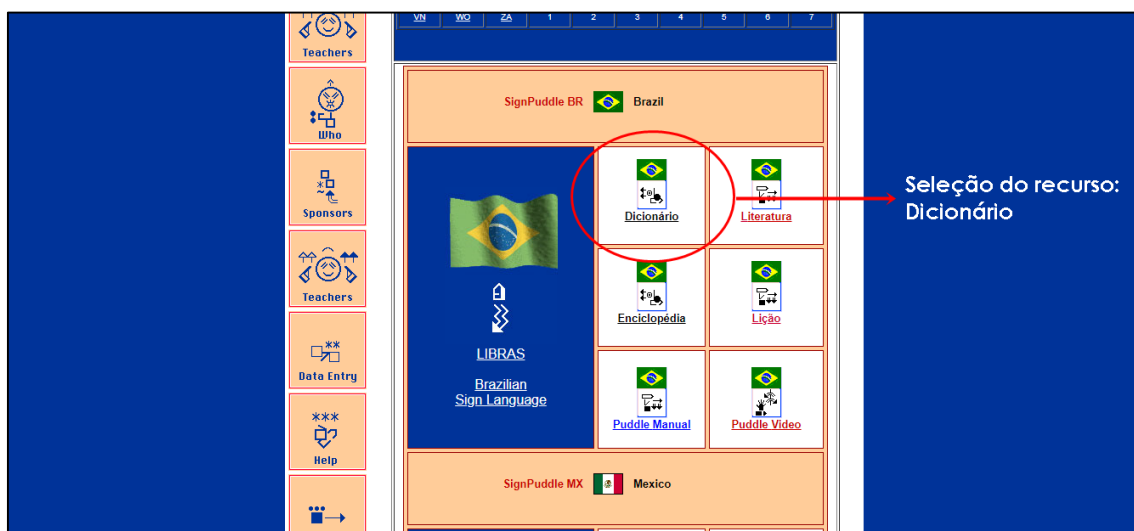 VN WO ZA 1 2 3 4 5 6 7
Teachers
Who
Sponsors
Teachers
Data Entry
Help
SignPuddle BR Brazil
LIBRAS
Brazilian
Sign Language
Dicionário
Literatura
Enciclopédia
Lição
Puddle Manual
Puddle Video
SignPuddle MX Mexico
Seleção do recurso:
Dicionário